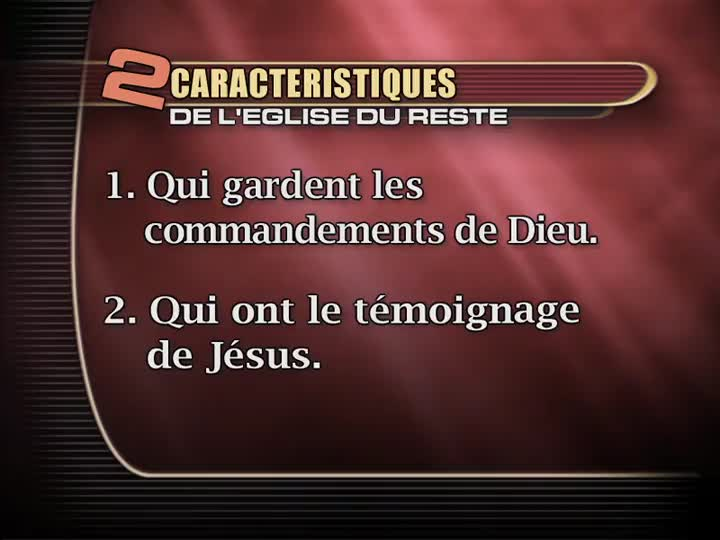 2 CARACTERISTIQUES
DE L'EGLISE DU RESTE
1. Qui gardent les
commandements de Dieu.
2. Qui ont le témoignage
de Jésus.